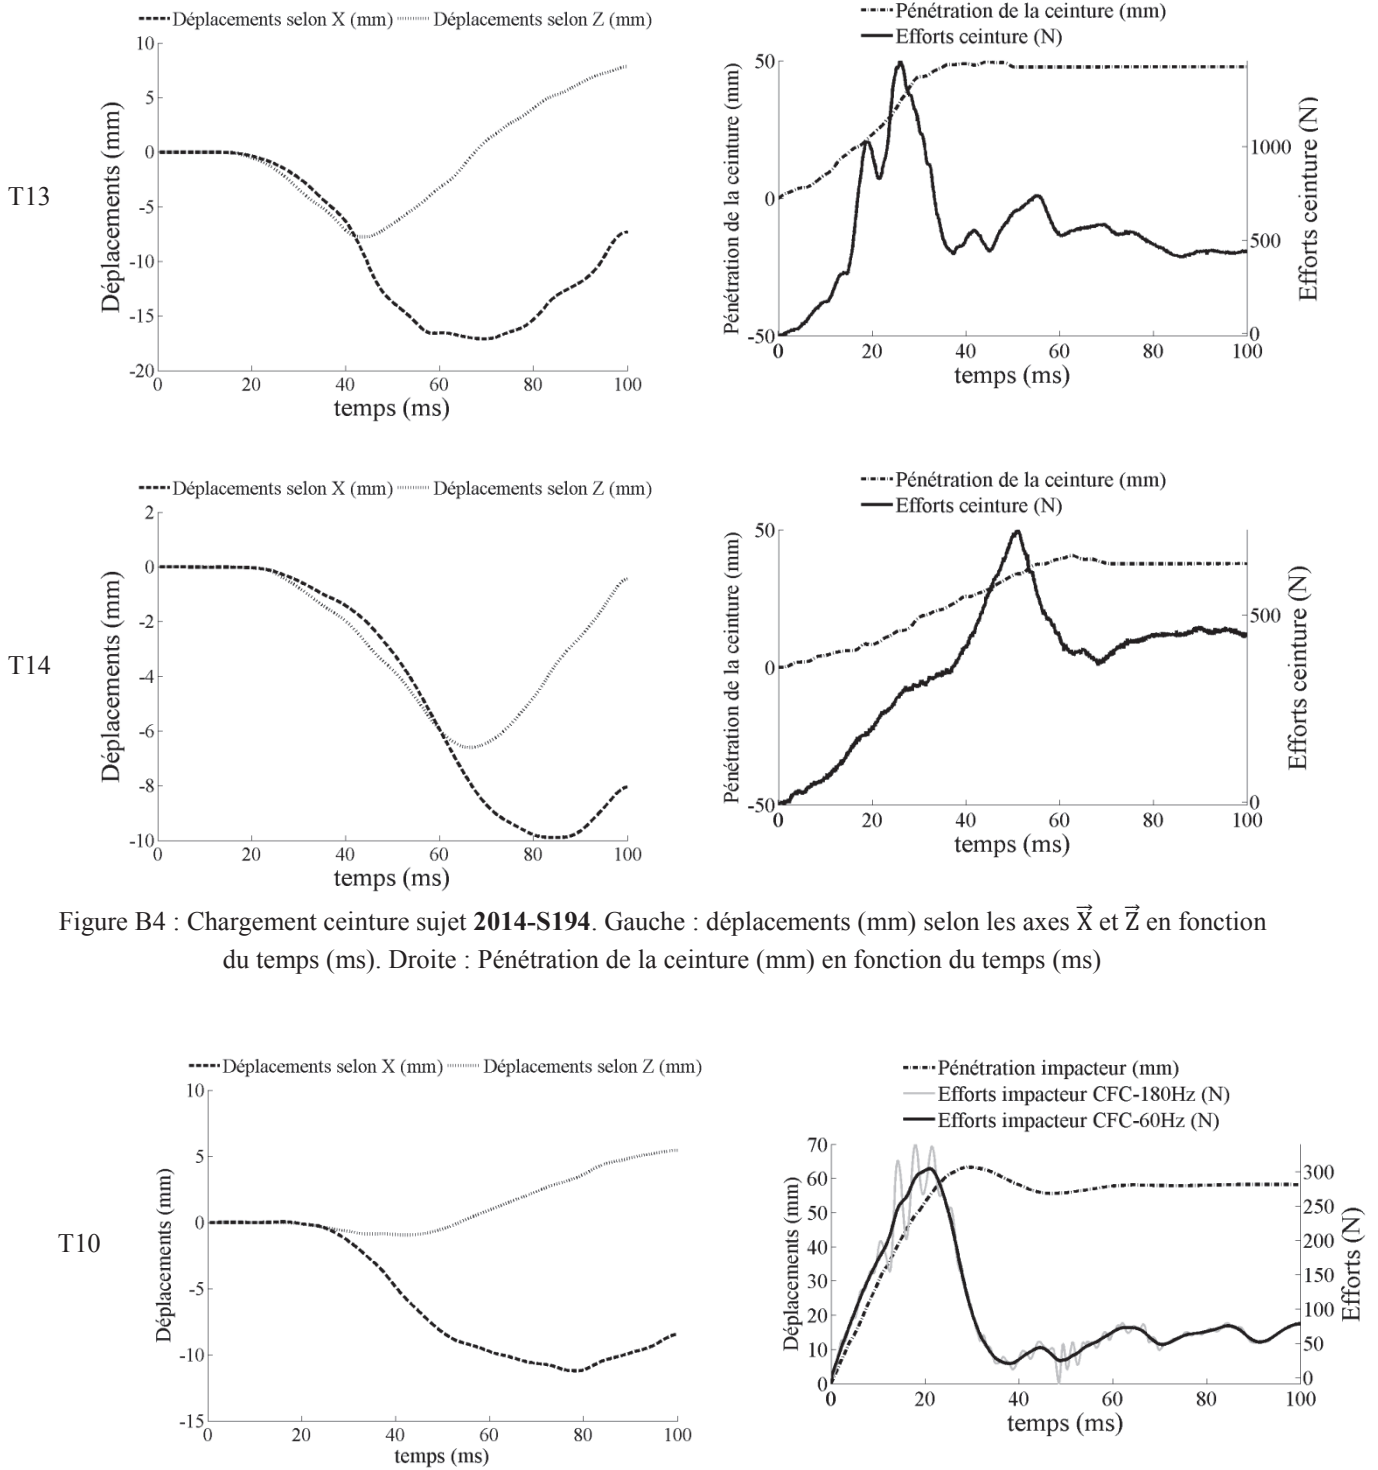 Déplacements selon X (mm) Déplacements selon Z (mm)
10
5
0
-5
-10
-15
-20
0 20 40 60 80 100
Déplacements (mm)
temps (ms)
T13
Pénétration de la ceinture (mm)
Efforts ceinture (N)
50
0
-50
1000
500
0
0 20 40 60 80 100
Pénétration de la ceinture (mm)
Efforts ceinture (N)
temps (ms)
Déplacements selon X (mm) Déplacements selon Z (mm)
2
0
-2
-4
-6
-8
-10
0 20 40 60 80 100
Déplacements (mm)
temps (ms)
T14
Pénétration de la ceinture (mm)
Efforts ceinture (N)
50
0
-50
500
0
0 20 40 60 80 100
Pénétration de la ceinture (mm)
Efforts ceinture (N)
temps (ms)
Figure B4 : Chargement ceinture sujet 2014-S194. Gauche : déplacements (mm) selon les axes X⃗ et Z⃗ en fonction
du temps (ms). Droite : Pénétration de la ceinture (mm) en fonction du temps (ms)
Déplacements selon X (mm) Déplacements selon Z (mm)
10
5
0
-5
-10
-15
0 20 40 60 80 100
Déplacements (mm)
temps (ms)
T10
Pénétration impacteur (mm)
Efforts impacteur CFC-180Hz (N)
Efforts impacteur CFC-60Hz (N)
70
60
50
40
30
20
10
0
300
250
200
150
100
50
0
0 20 40 60 80 100
Déplacements (mm)
Efforts (N)
temps (ms)